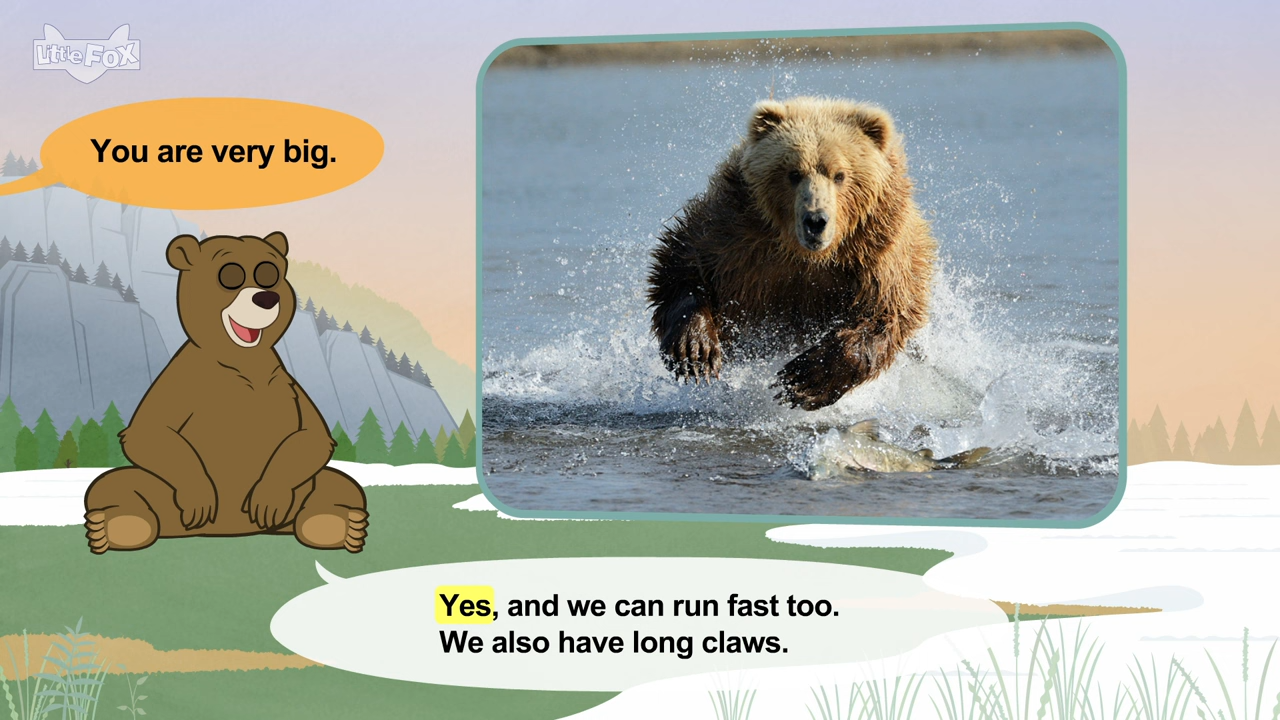 Little Fox
You are very big.
Yes, and we can run fast too.
We also have long claws.